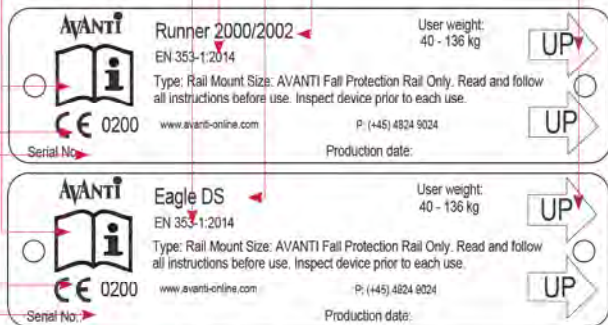 AVANTI
Runner 2000/2002
User weight:
40 - 136 kg
UP
EN 353-1:2014
Type: Rail Mount Size: AVANTI Fall Protection Rail Only. Read and follow
all instructions before use. Inspect device prior to each use.
UP
CE 0200
www.avanti-online.com
P: (+45) 4824 9024
Serial No.:
Production date:
AVANTI
Eagle DS
User weight:
40 - 136 kg
UP
EN 353-1:2014
Type: Rail Mount Size: AVANTI Fall Protection Rail Only. Read and follow
all instructions before use. Inspect device prior to each use.
UP
CE 0200
www.avanti-online.com
P: (+45) 4824 9024
Serial No.:
Production date: